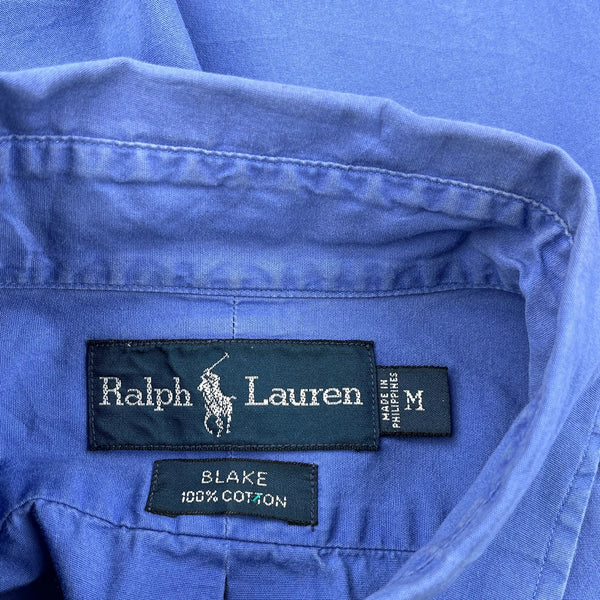 Ralph Lauren
MADE IN
PHILIPPINES
M
BLAKE
100% COTTON